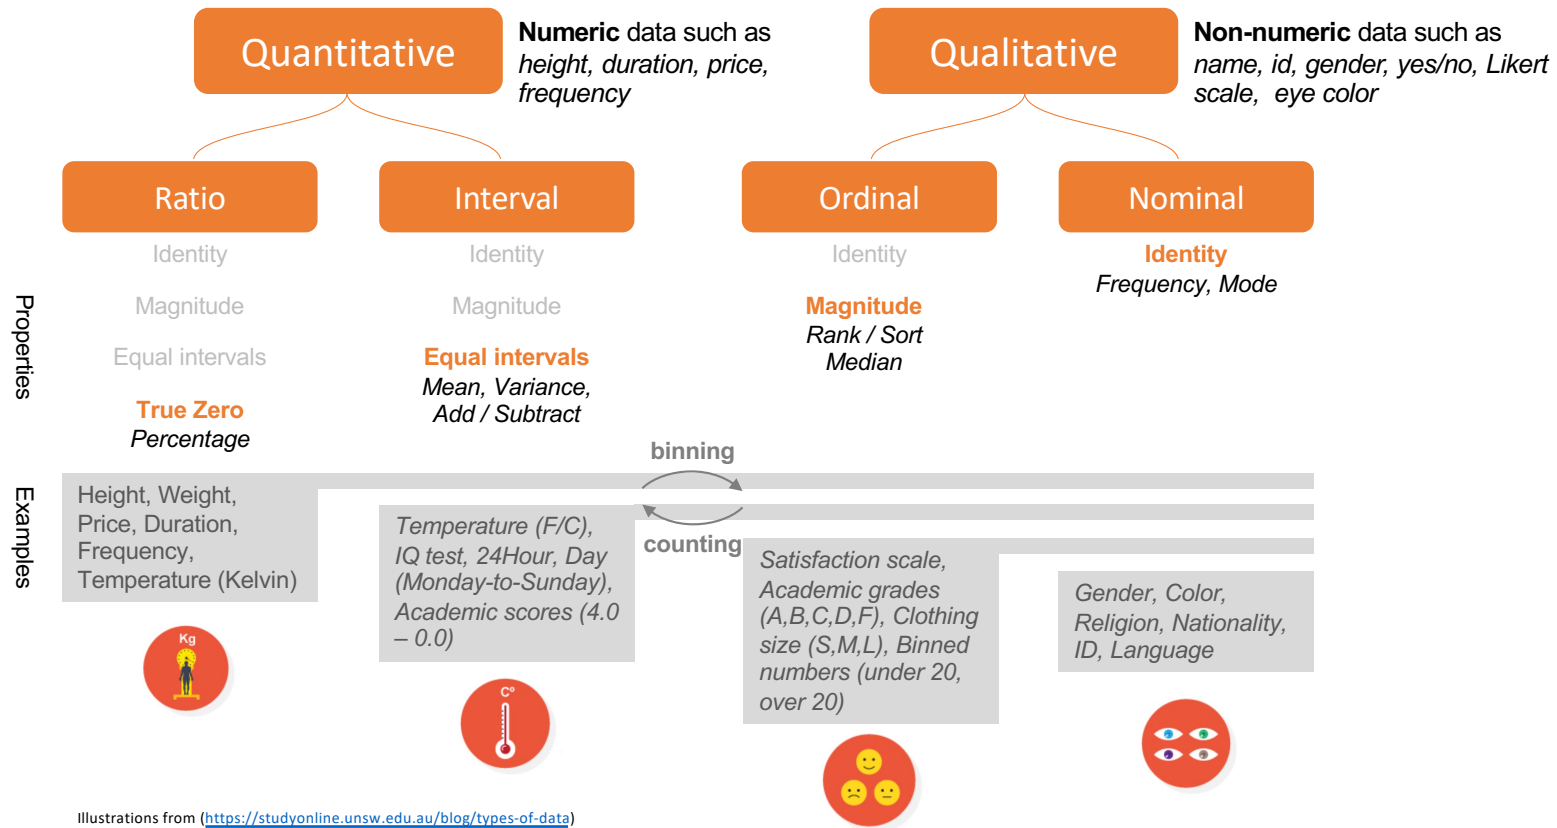 Quantitative
Numeric data such as
height, duration, price,
frequency
Qualitative
Non-numeric data such as
name, id, gender, yes/no, Likert
scale, eye color
Ratio
Interval
Ordinal
Nominal
Properties
Identity
Magnitude
Equal intervals
True Zero
Percentage
Identity
Magnitude
Equal intervals
Mean, Variance,
Add / Subtract
Identity
Magnitude
Rank / Sort
Median
Identity
Frequency, Mode
binning
counting
Examples
Height, Weight,
Price, Duration,
Frequency,
Temperature (Kelvin)
Kg
Temperature (F/C),
IQ test, 24Hour, Day
(Monday-to-Sunday),
Academic scores (4.0
– 0.0)
C°
Satisfaction scale,
Academic grades
(A,B,C,D,F), Clothing
size (S,M,L), Binned
numbers (under 20,
over 20)
Gender, Color,
Religion, Nationality,
ID, Language
Illustrations from (https://studyonline.unsw.edu.au/blog/types-of-data)